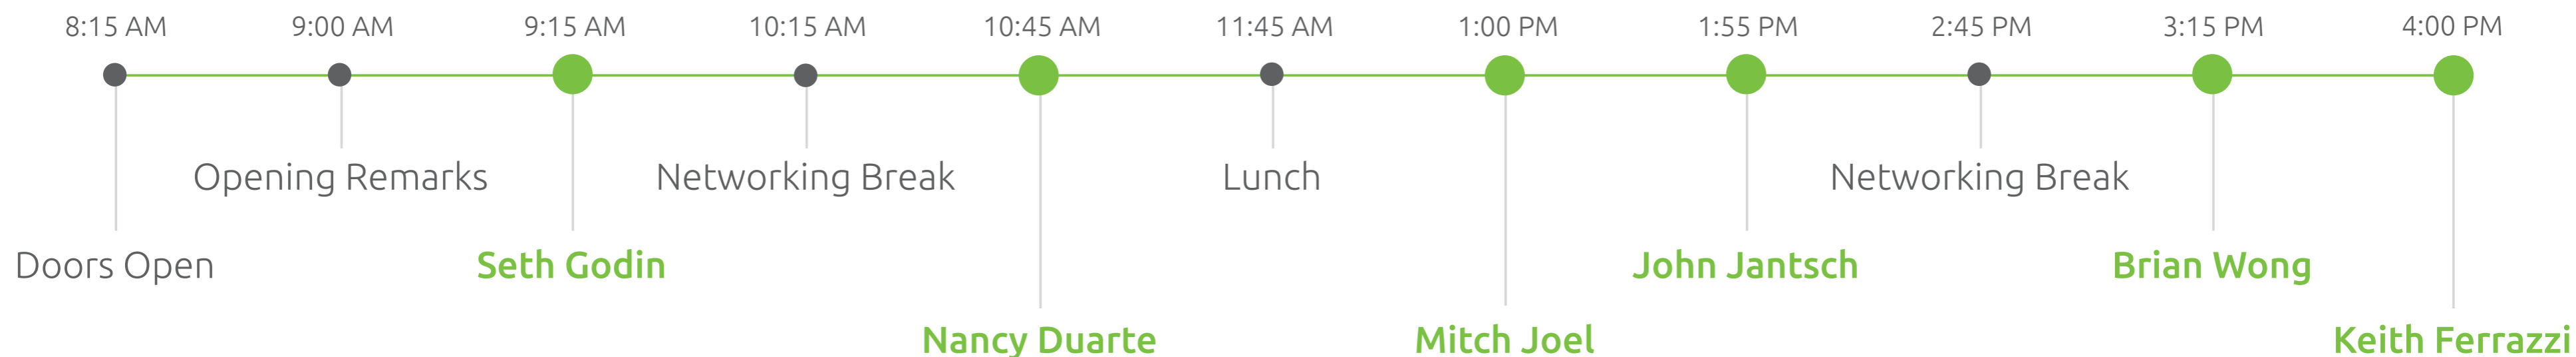 8:15 AM 9:00 AM 9:15 AM 10:15 AM 10:45 AM 11:45 AM 1:00 PM 1:55 PM 2:45 PM 3:15 PM 4:00 PM
Opening Remarks Networking Break Lunch Networking Break
Doors Open Seth Godin John Jantsch Brian Wong
Nancy Duarte Mitch Joel Keith Ferrazzi